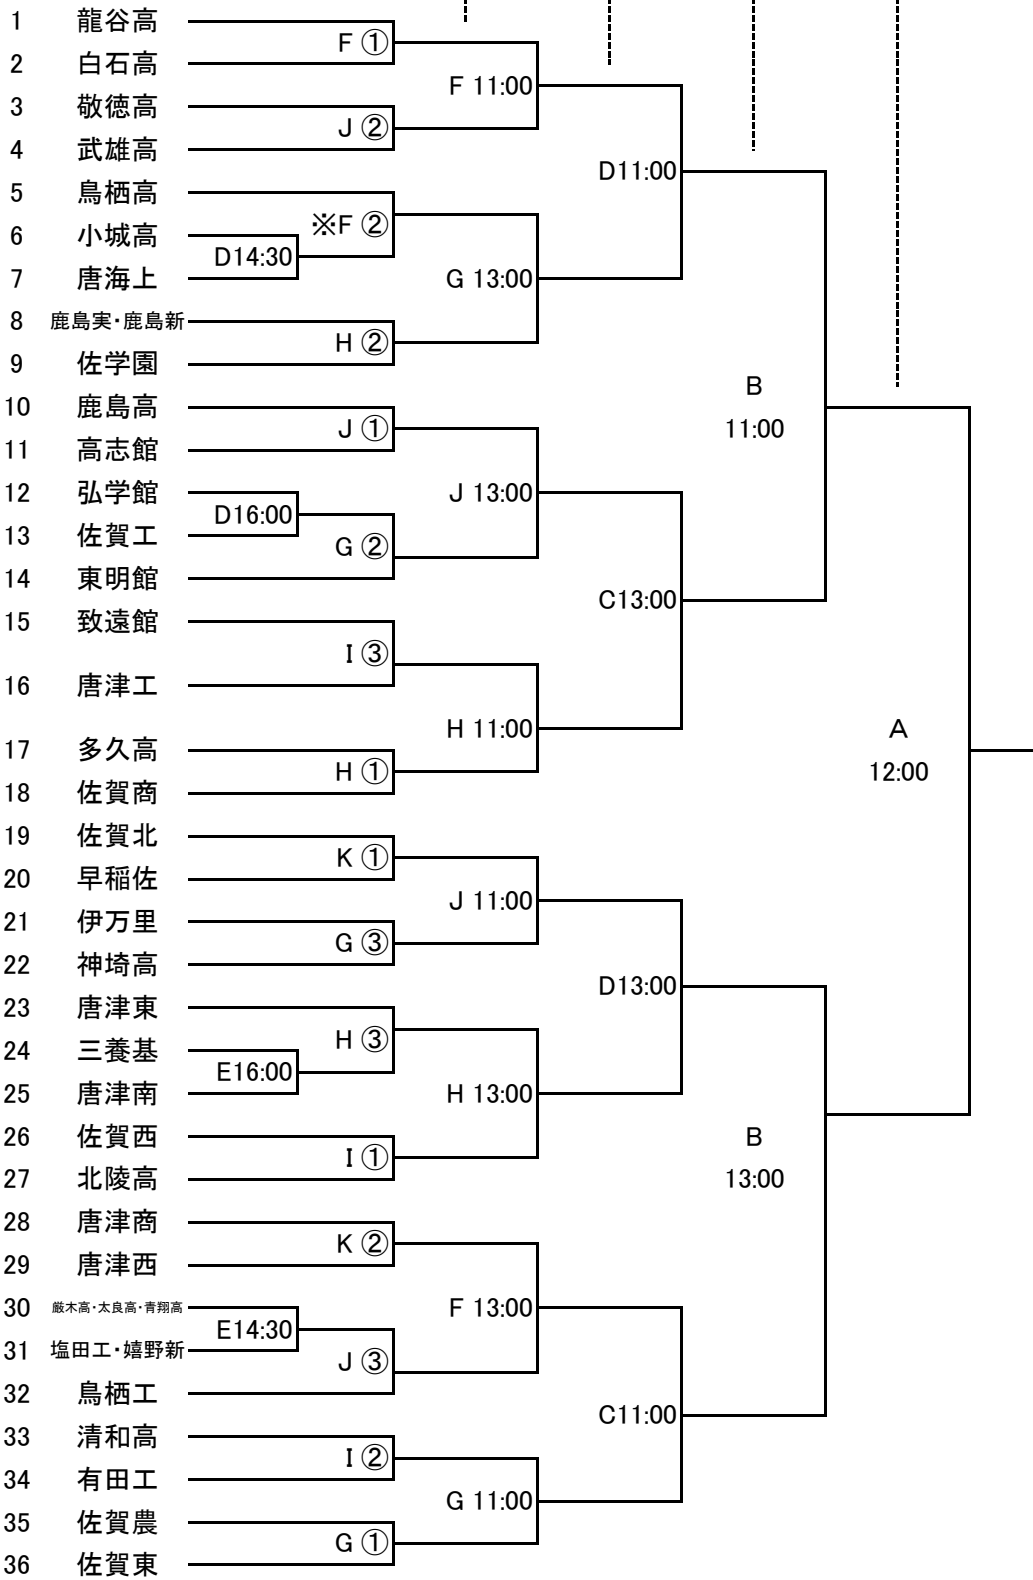 1 龍谷高
F ①
2 白石高
F 11:00
3 敬徳高
J ②
4 武雄高
D11:00
5 鳥栖高
※F ②
6 小城高
D14:30
7 唐海上
G 13:00
8 鹿島実・鹿島新
H ②
9 佐学園
B
11:00
10 鹿島高
J ①
11 高志館
12 弘学館
J 13:00
D16:00
13 佐賀工
G ②
14 東明館
C13:00
15 致遠館
I ③
16 唐津工
H 11:00
A
12:00
17 多久高
H ①
18 佐賀商
19 佐賀北
K ①
20 早稲佐
J 11:00
21 伊万里
G ③
22 神埼高
D13:00
23 唐津東
H ③
24 三養基
E16:00
25 唐津南
H 13:00
26 佐賀西
B
13:00
I ①
27 北陵高
28 唐津商
K ②
29 唐津西
30 厳木高・太良高・青翔高
F 13:00
E14:30
31 塩田工・嬉野新
J ③
32 鳥栖工
C11:00
33 清和高
I ②
34 有田工
G 11:00
35 佐賀農
G ①
36 佐賀東